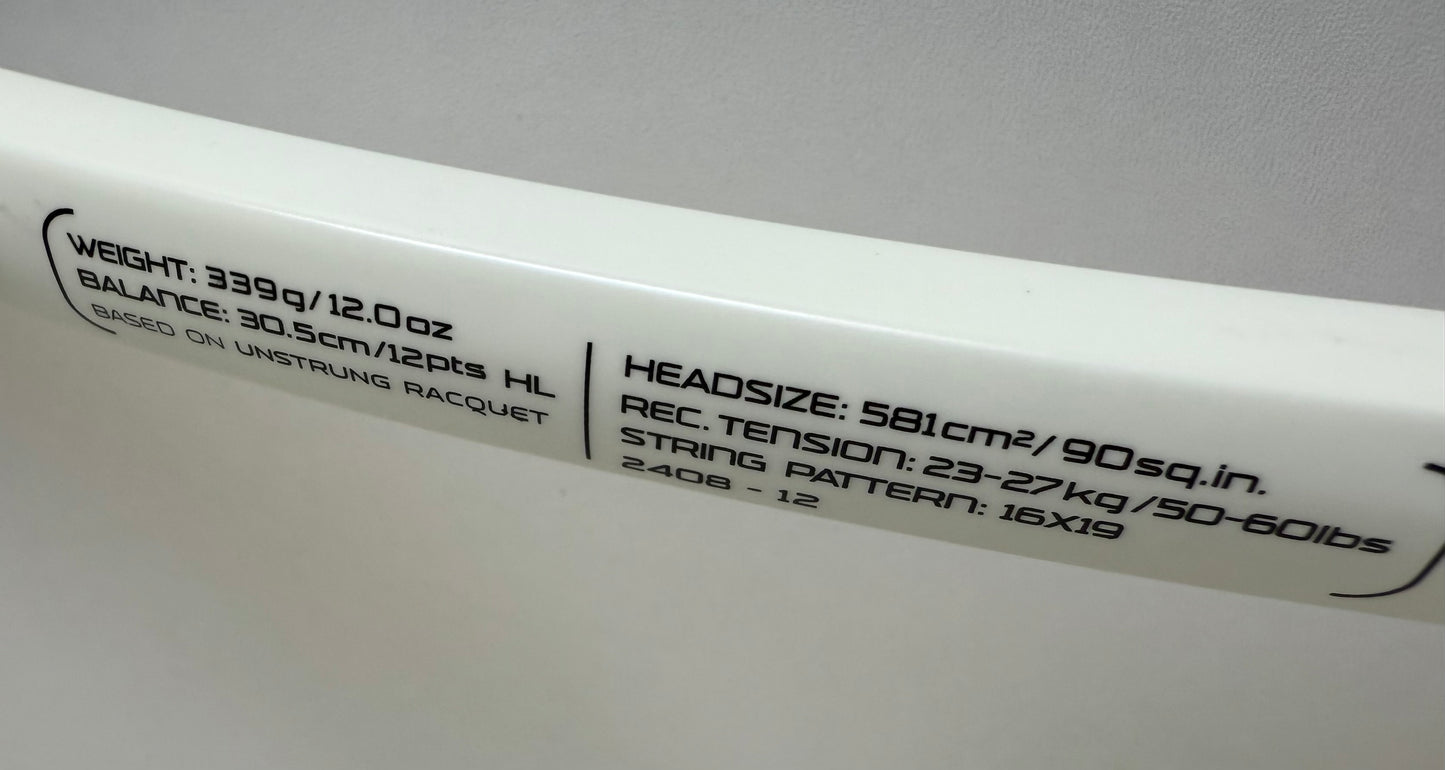 WEIGHT: 339g/12.0oz
BALANCE: 30.5cm/12pts HL
BASED ON UNSTRUNG RACQUET
HEADSIZE: 581cm²/90sq.in.
REC. TENSION: 23-27kg/50-60lbs
STRING PATTERN: 16X19
2408 - 12